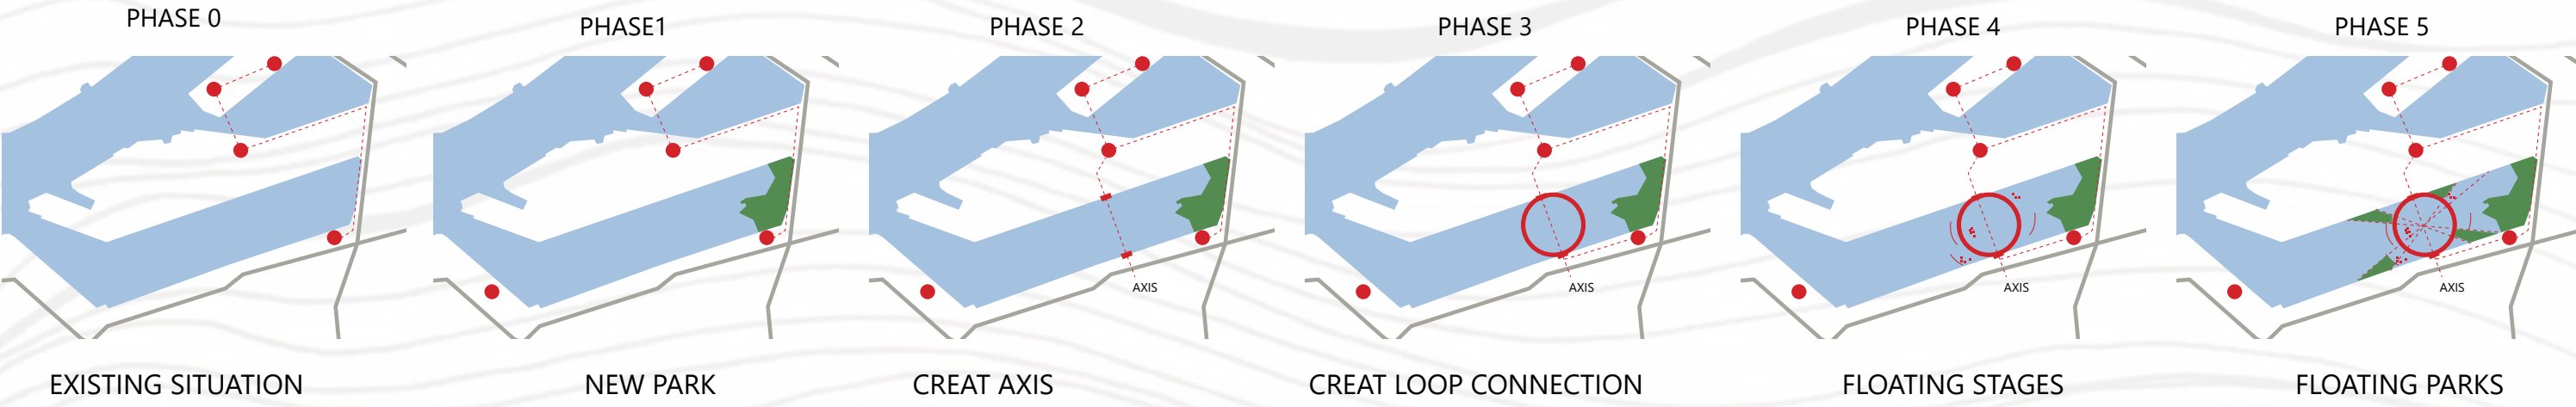 PHASE 0
PHASE1
PHASE 2
PHASE 3
PHASE 4
PHASE 5
AXIS
AXIS
AXIS
AXIS
EXISTING SITUATION
NEW PARK
CREAT AXIS
CREAT LOOP CONNECTION
FLOATING STAGES
FLOATING PARKS